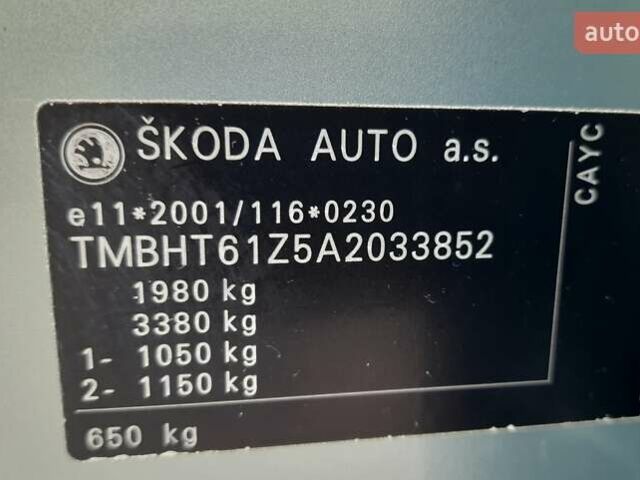 auto
ŠKODA AUTO a.s.
CAYC
e11*2001/116*0230
TMBHT61Z5A2033852
1980 kg
3380 kg
1- 1050 kg
2- 1150 kg
650 kg